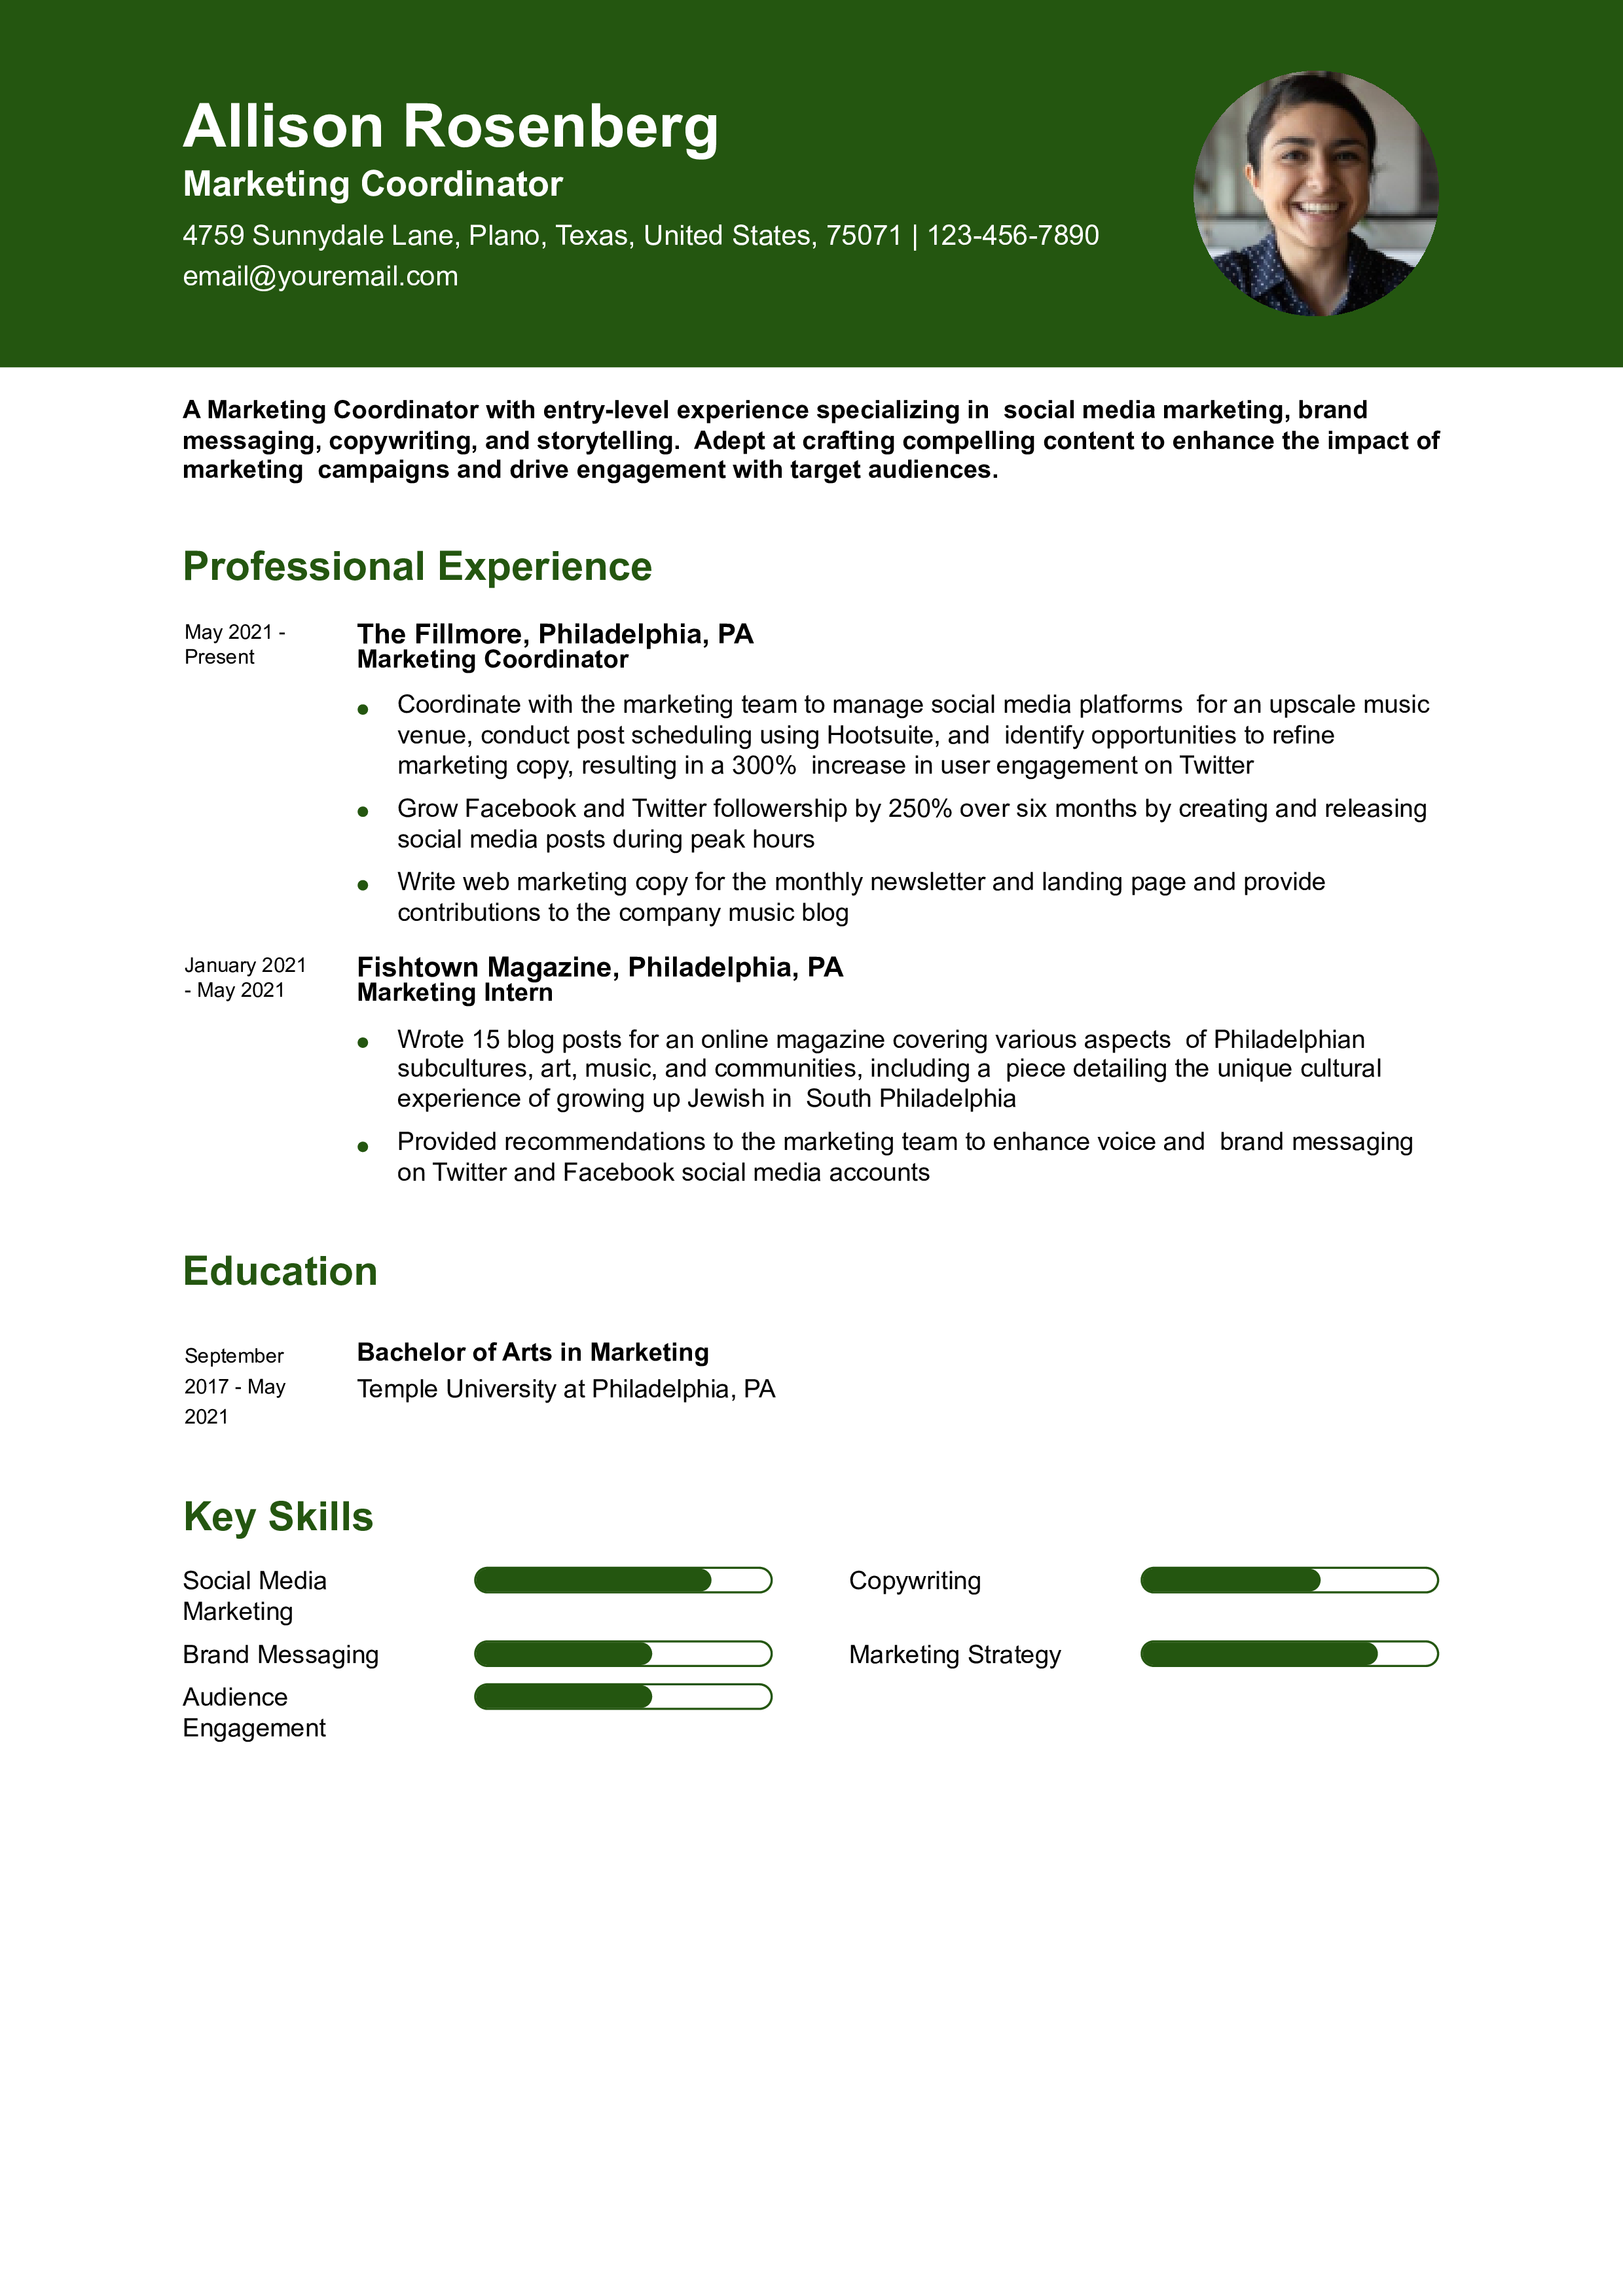 Allison Rosenberg
Marketing Coordinator
4759 Sunnydale Lane, Plano, Texas, United States, 75071 | 123-456-7890
email@youremail.com
A Marketing Coordinator with entry-level experience specializing in  social media marketing, brand
messaging, copywriting, and storytelling.  Adept at crafting compelling content to enhance the impact of
marketing  campaigns and drive engagement with target audiences.
Professional Experience
May 2021 -
Present
The Fillmore, Philadelphia, PA
Marketing Coordinator
● Coordinate with the marketing team to manage social media platforms  for an upscale music
venue, conduct post scheduling using Hootsuite, and  identify opportunities to refine
marketing copy, resulting in a 300%  increase in user engagement on Twitter
● Grow Facebook and Twitter followership by 250% over six months by creating and releasing
social media posts during peak hours
● Write web marketing copy for the monthly newsletter and landing page and provide
contributions to the company music blog
January 2021
- May 2021
Fishtown Magazine, Philadelphia, PA
Marketing Intern
● Wrote 15 blog posts for an online magazine covering various aspects  of Philadelphian
subcultures, art, music, and communities, including a  piece detailing the unique cultural
experience of growing up Jewish in  South Philadelphia
● Provided recommendations to the marketing team to enhance voice and  brand messaging
on Twitter and Facebook social media accounts
Education
September
2017 - May
2021
Bachelor of Arts in Marketing
Temple University at Philadelphia, PA
Key Skills
Social Media
Marketing
Copywriting
Brand Messaging
Marketing Strategy
Audience
Engagement